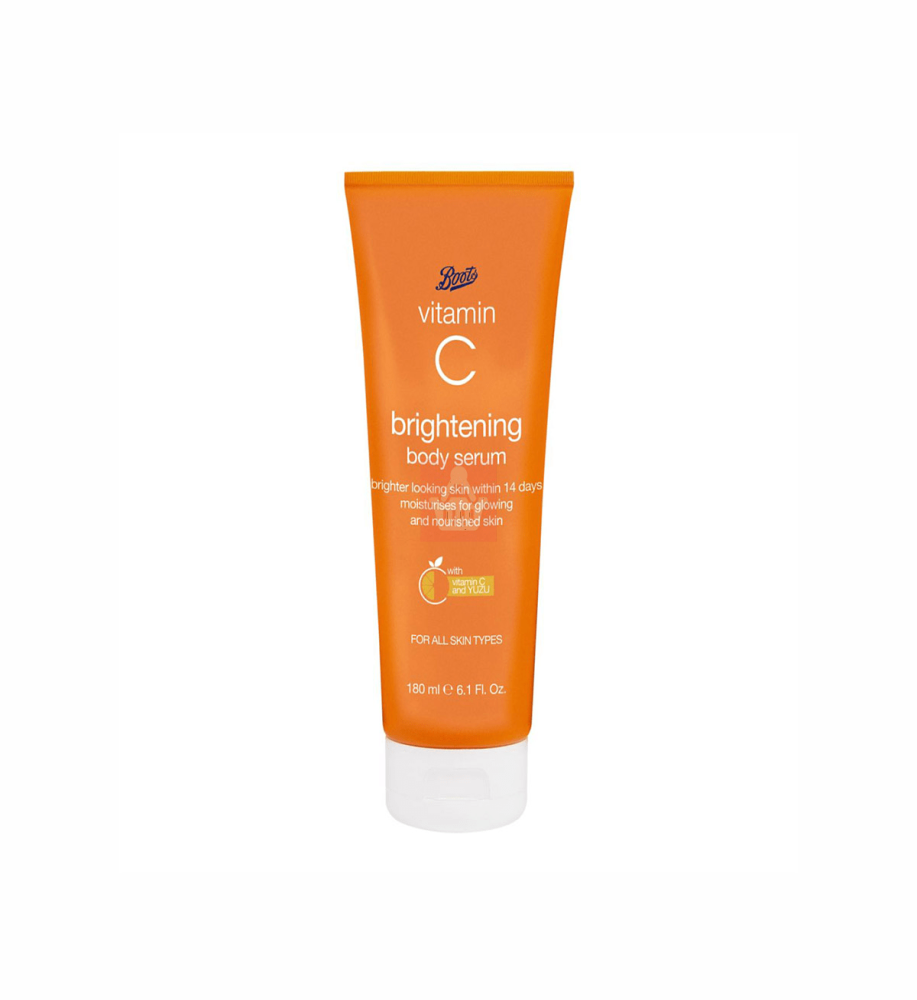 Boots
vitamin
C
brightening
body serum
brighter looking skin within 14 days
moisturises for glowing
and nourished skin
with
vitamin C
and YUZU
FOR ALL SKIN TYPES
180 ml ℮ 6.1 Fl. Oz.